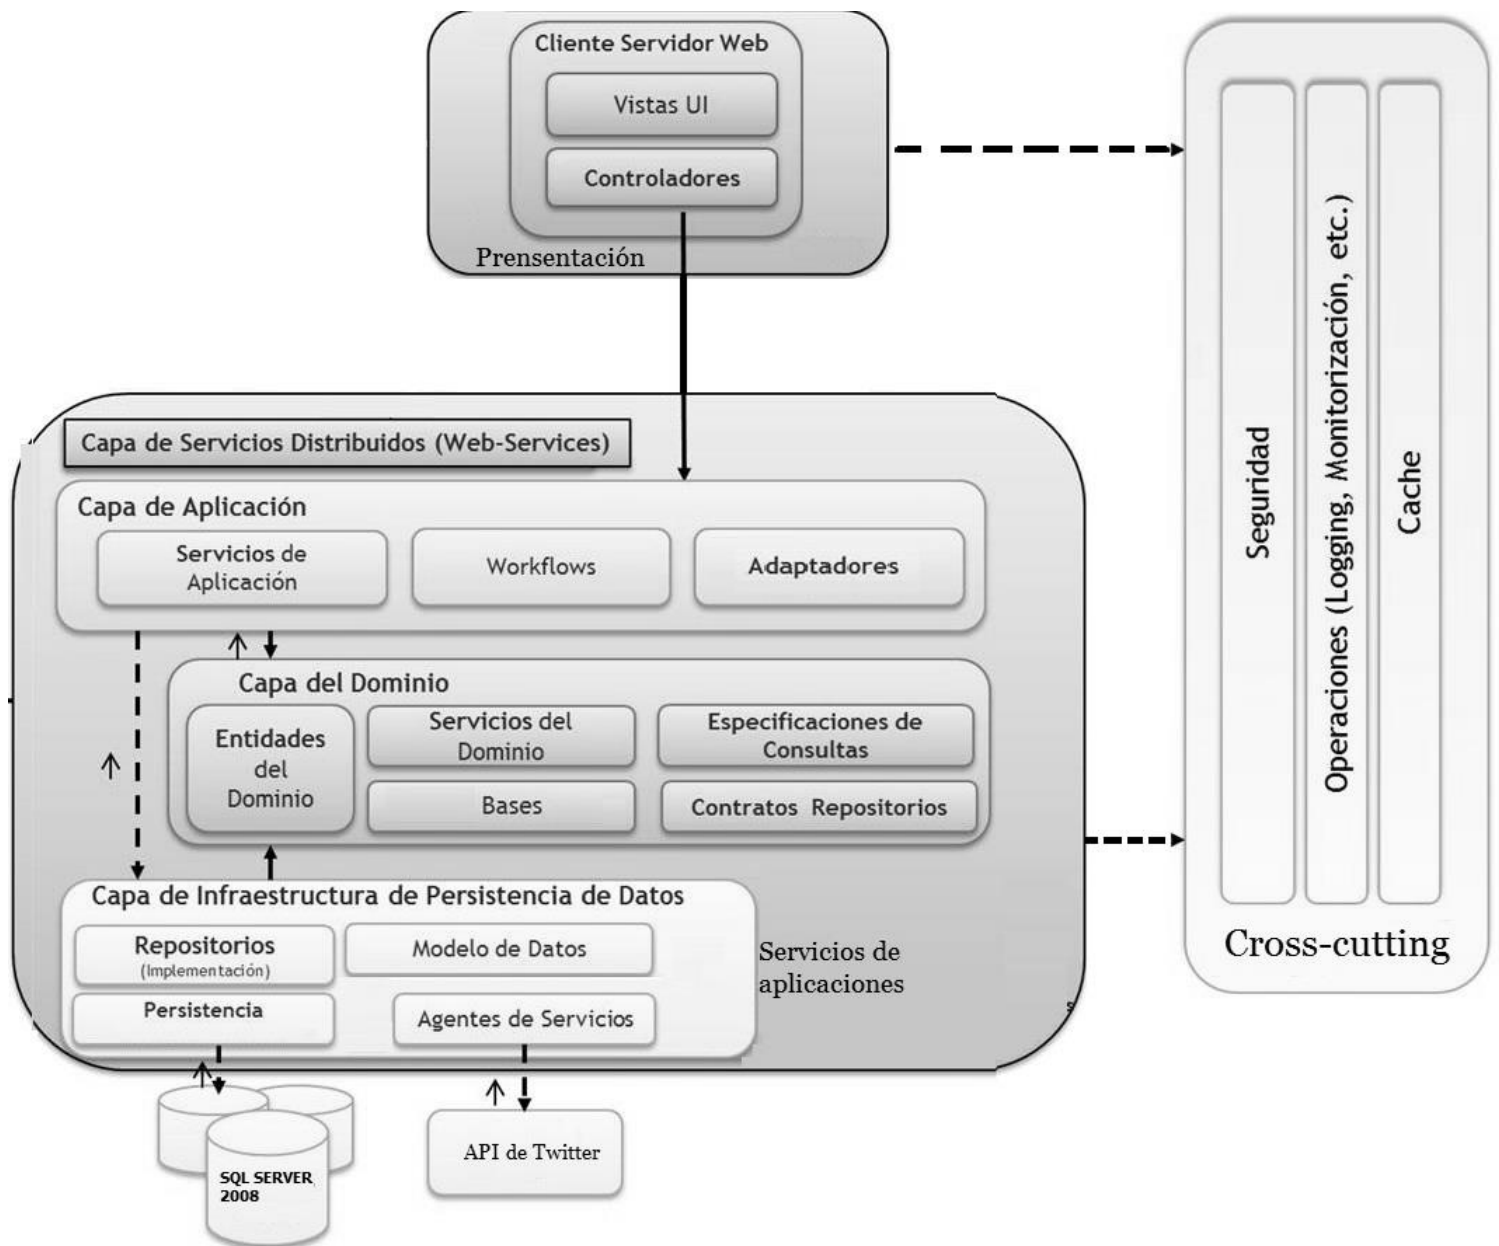 Cliente Servidor Web
Vistas UI
Controladores
Prensentación
Capa de Servicios Distribuidos (Web-Services)
Capa de Aplicación
Servicios de
Aplicación
Workflows
Adaptadores
Capa del Dominio
Entidades
del
Dominio
Servicios del
Dominio
Especificaciones de
Consultas
Bases
Contratos Repositorios
Capa de Infraestructura de Persistencia de Datos
Repositorios
(Implementación)
Modelo de Datos
Persistencia
Agentes de Servicios
Servicios de
aplicaciones
s
SQL SERVER
2008
API de Twitter
Seguridad
Operaciones (Logging, Monitorización, etc.)
Cache
Cross-cutting